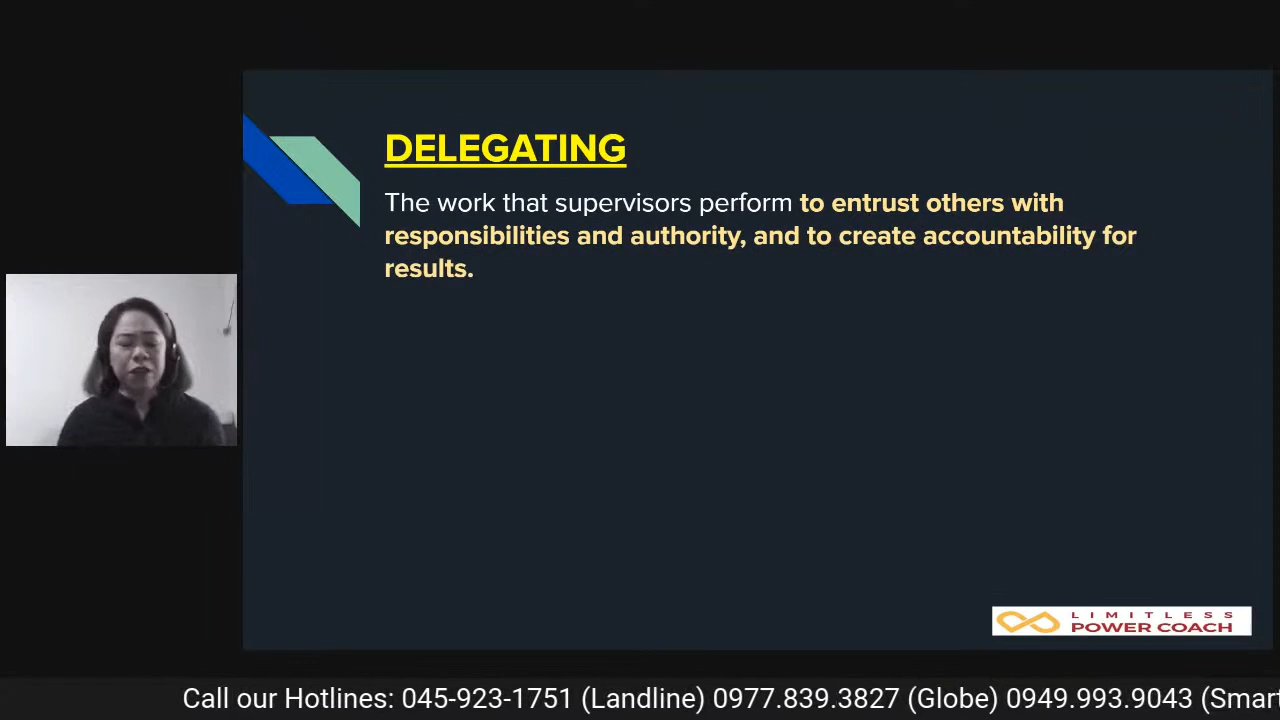 DELEGATING
The work that supervisors perform to entrust others with
responsibilities and authority, and to create accountability for
results.
LIMITLESS
POWER COACH
Call our Hotlines: 045-923-1751 (Landline) 0977.839.3827 (Globe) 0949.993.9043 (Smar